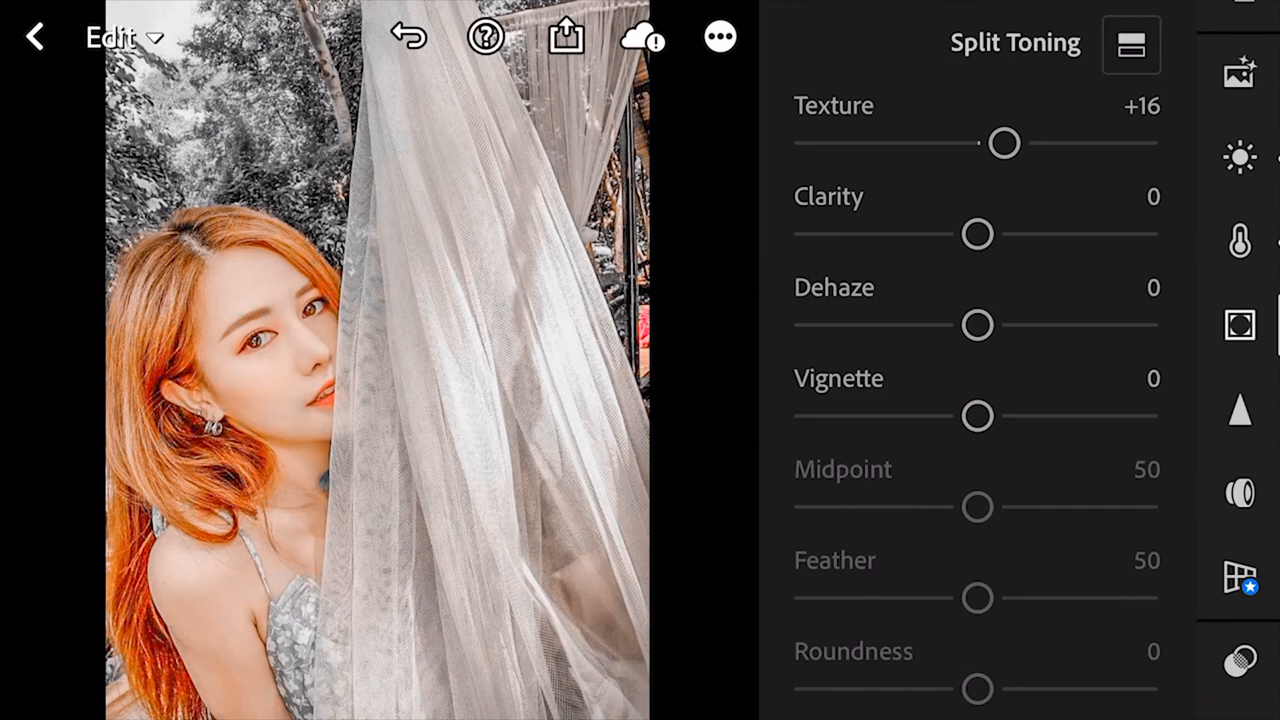 Edit
Split Toning
Texture +16
Clarity 0
Dehaze 0
Vignette 0
Midpoint 50
Feather 50
Roundness 0